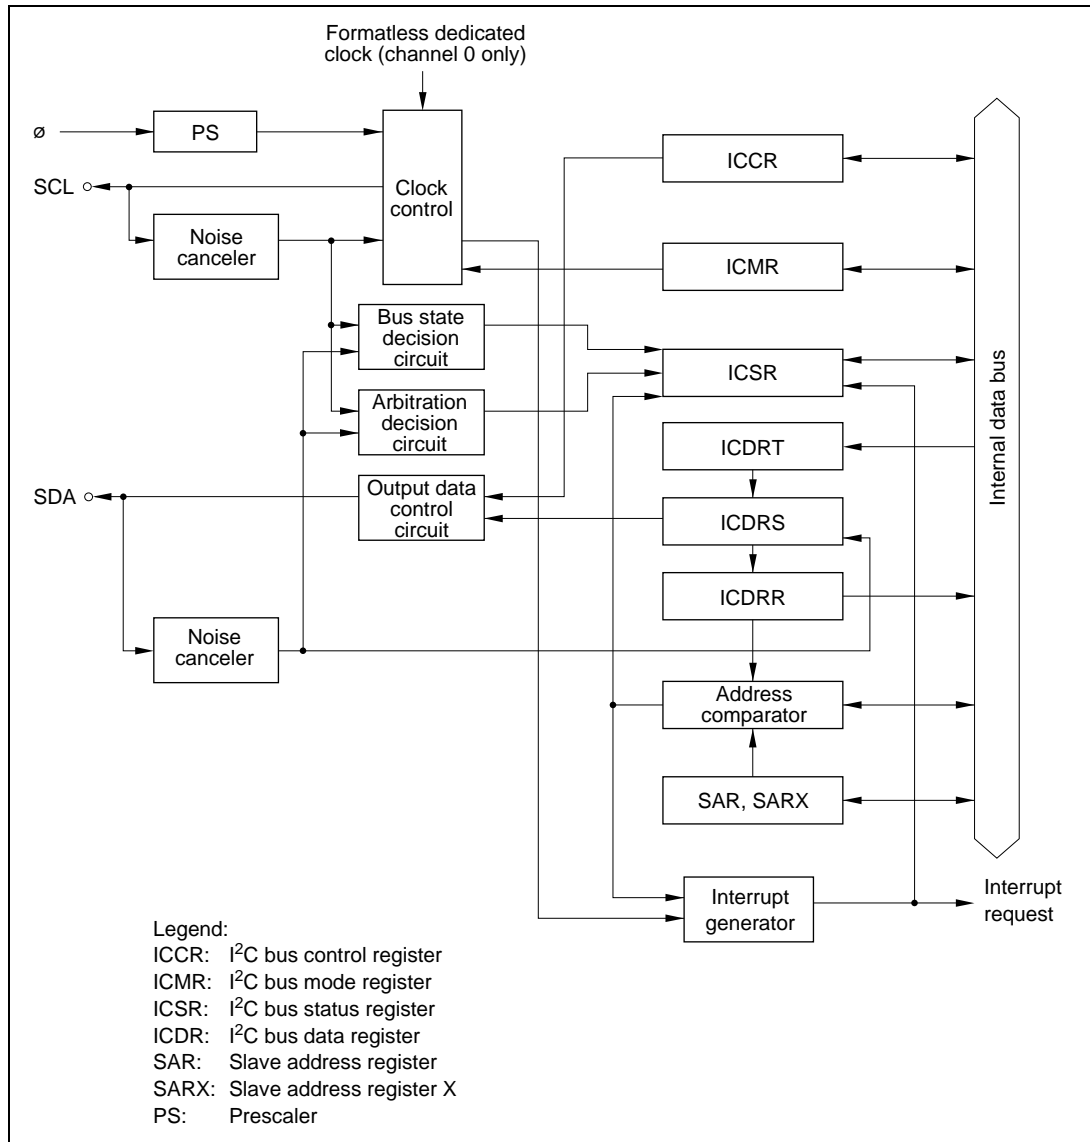 Formatless dedicated
clock (channel 0 only)
ø
PS
SCL
Clock
control
Noise
canceler
ICCR
ICMR
Bus state
decision
circuit
ICSR
Arbitration
decision
circuit
ICDRT
SDA
Output data
control
circuit
ICDRS
ICDRR
Noise
canceler
Address
comparator
SAR, SARX
Internal data bus
Interrupt
generator
Interrupt
request
Legend:
ICCR: I²C bus control register
ICMR: I²C bus mode register
ICSR: I²C bus status register
ICDR: I²C bus data register
SAR: Slave address register
SARX: Slave address register X
PS: Prescaler